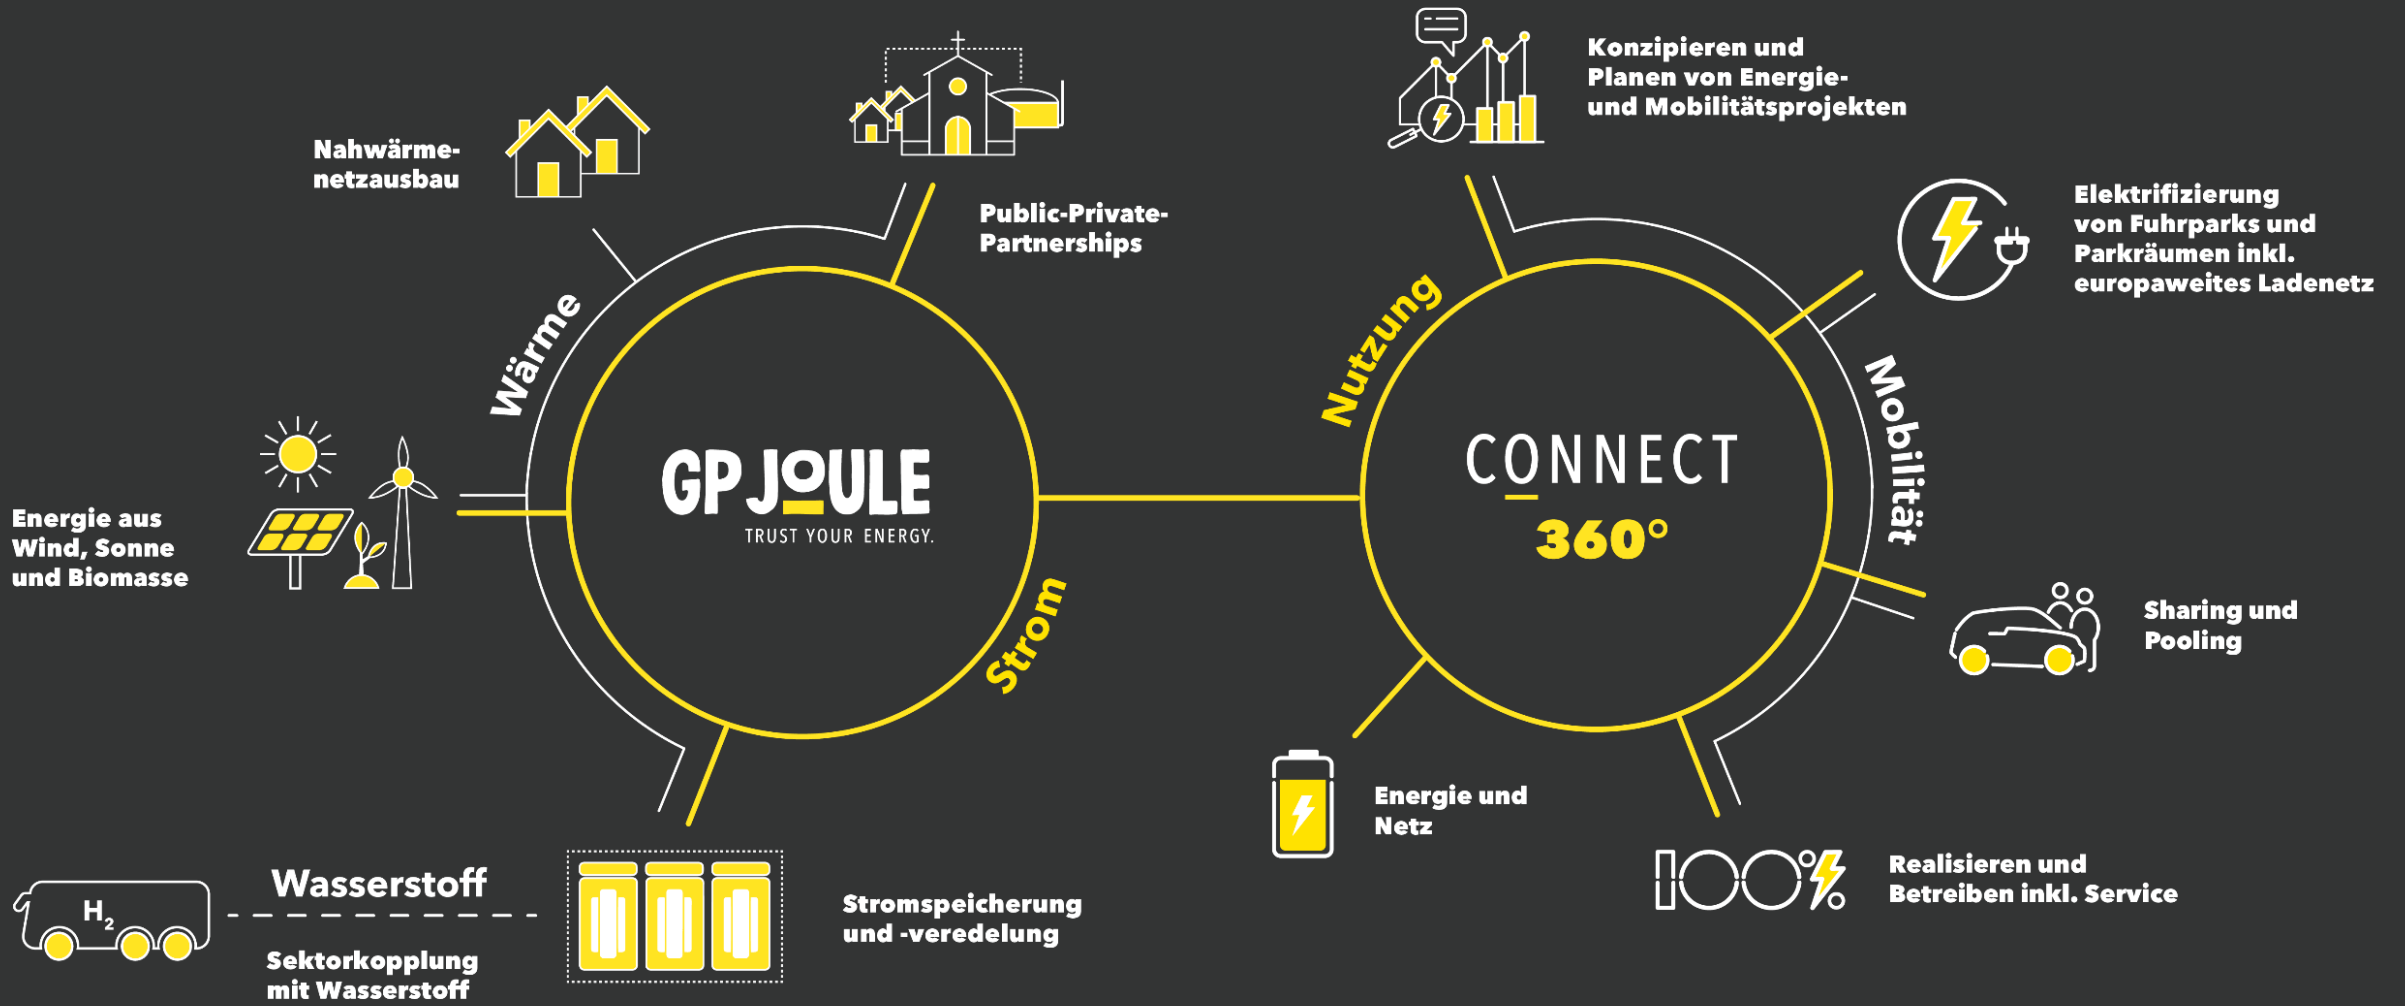 Nahwärme-
netzausbau
Public-Private-
Partnerships
Wärme
Energie aus
Wind, Sonne
und Biomasse
GP JOULE
TRUST YOUR ENERGY.
Strom
Wasserstoff
H2
Sektorkopplung
mit Wasserstoff
Stromspeicherung
und -veredelung
Konzipieren und
Planen von Energie-
und Mobilitätsprojekten
Elektrifizierung
von Fuhrparks und
Parkräumen inkl.
europaweites Ladenetz
Nutzung
CONNECT
360°
Mobilität
Sharing und
Pooling
Energie und
Netz
100%
Realisieren und
Betreiben inkl. Service